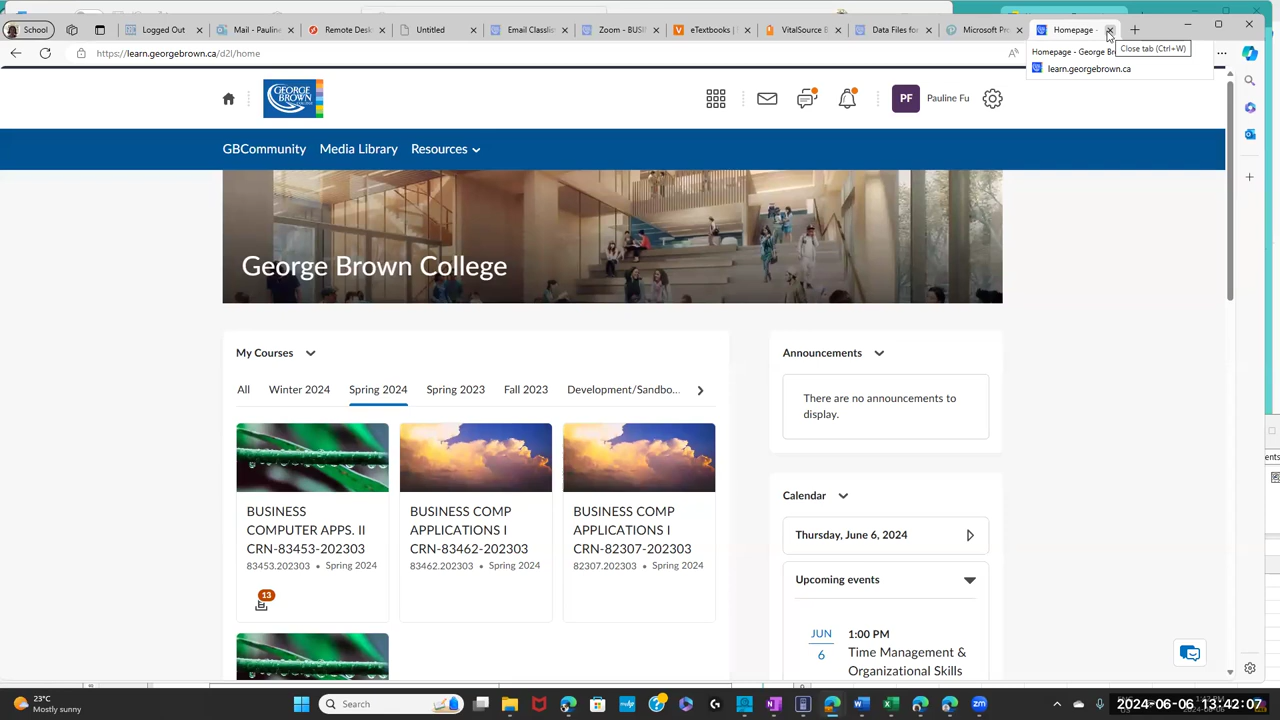 School
Logged Out
Mail - Pauline
Remote Desk
Untitled
Email Classlis
Zoom - BUSI
eTextbooks |
VitalSource B
Data Files for
Microsoft Pr
Homepage -
https://learn.georgebrown.ca/d2l/home
Homepage - George Br
Close tab (Ctrl+W)
learn.georgebrown.ca
GEORGE
BROWN
COLLEGE
PF
Pauline Fu
GBCommunity
Media Library
Resources
George Brown College
My Courses
All
Winter 2024
Spring 2024
Spring 2023
Fall 2023
Development/Sandbo...
BUSINESS
COMPUTER APPS. II
CRN-83453-202303
83453.202303 • Spring 2024
13
BUSINESS COMP
APPLICATIONS I
CRN-83462-202303
83462.202303 • Spring 2024
BUSINESS COMP
APPLICATIONS I
CRN-82307-202303
82307.202303 • Spring 2024
Announcements
There are no announcements to
display.
Calendar
Thursday, June 6, 2024
Upcoming events
JUN
6
1:00 PM
Time Management &
Organizational Skills
ents
23°C
Mostly sunny
Search
2024-06-06 13:42:07